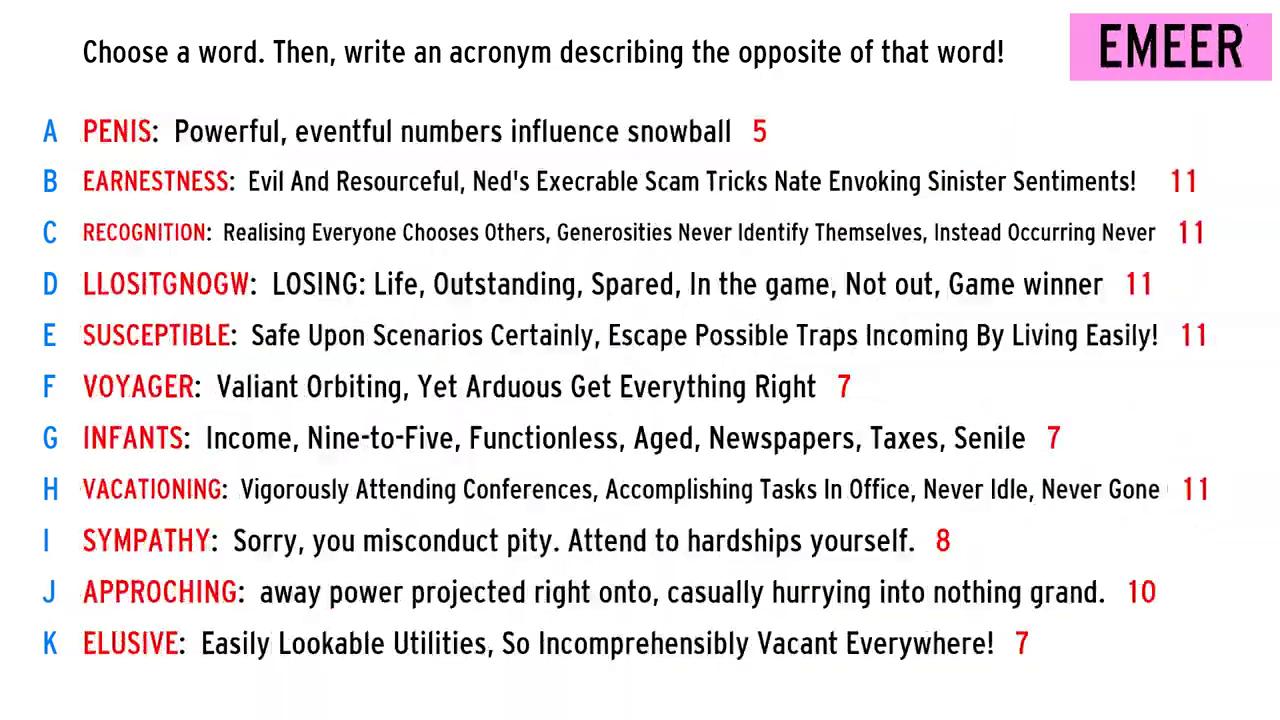 Choose a word. Then, write an acronym describing the opposite of that word!
EMEER
A PENIS: Powerful, eventful numbers influence snowball 5
B EARNESTNESS: Evil And Resourceful, Ned's Execrable Scam Tricks Nate Envoking Sinister Sentiments! 11
C RECOGNITION: Realising Everyone Chooses Others, Generosities Never Identify Themselves, Instead Occurring Never 11
D LLOSITGNOGW: LOSING: Life, Outstanding, Spared, In the game, Not out, Game winner 11
E SUSCEPTIBLE: Safe Upon Scenarios Certainly, Escape Possible Traps Incoming By Living Easily! 11
F VOYAGER: Valiant Orbiting, Yet Arduous Get Everything Right 7
G INFANTS: Income, Nine-to-Five, Functionless, Aged, Newspapers, Taxes, Senile 7
H VACATIONING: Vigorously Attending Conferences, Accomplishing Tasks In Office, Never Idle, Never Gone 11
I SYMPATHY: Sorry, you misconduct pity. Attend to hardships yourself. 8
J APPROCHING: away power projected right onto, casually hurrying into nothing grand. 10
K ELUSIVE: Easily Lookable Utilities, So Incomprehensibly Vacant Everywhere! 7